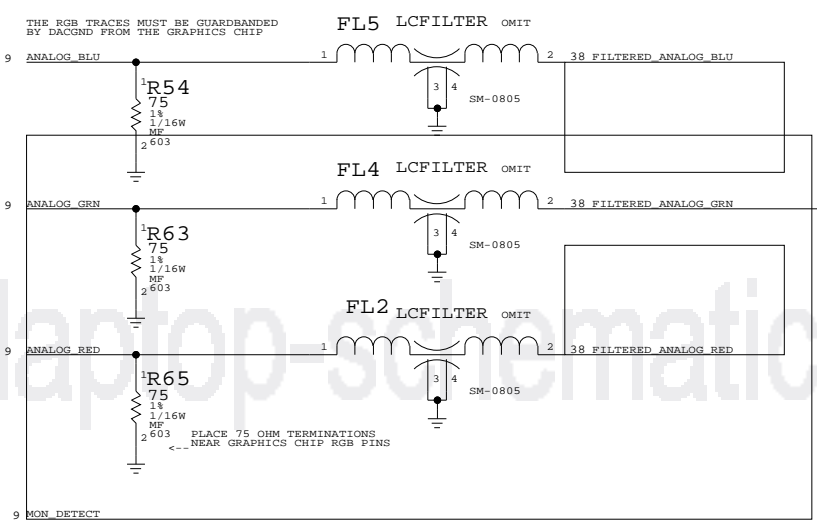 THE RGB TRACES MUST BE GUARDBANDED
BY DACGND FROM THE GRAPHICS CHIP
FL5 LCFILTER OMIT
9 ANALOG_BLU
1 2
38 FILTERED_ANALOG_BLU
3 4
SM-0805
1 R54
75
1%
1/16W
MF
2 603
FL4 LCFILTER OMIT
9 ANALOG_GRN
1 2
38 FILTERED_ANALOG_GRN
3 4
SM-0805
1 R63
75
1%
1/16W
MF
2 603
FL2 LCFILTER OMIT
9 ANALOG_RED
1 2
38 FILTERED_ANALOG_RED
3 4
SM-0805
1 R65
75
1%
1/16W
MF
2 603
PLACE 75 OHM TERMINATIONS
<-- NEAR GRAPHICS CHIP RGB PINS
9 MON_DETECT
laptop-schematic